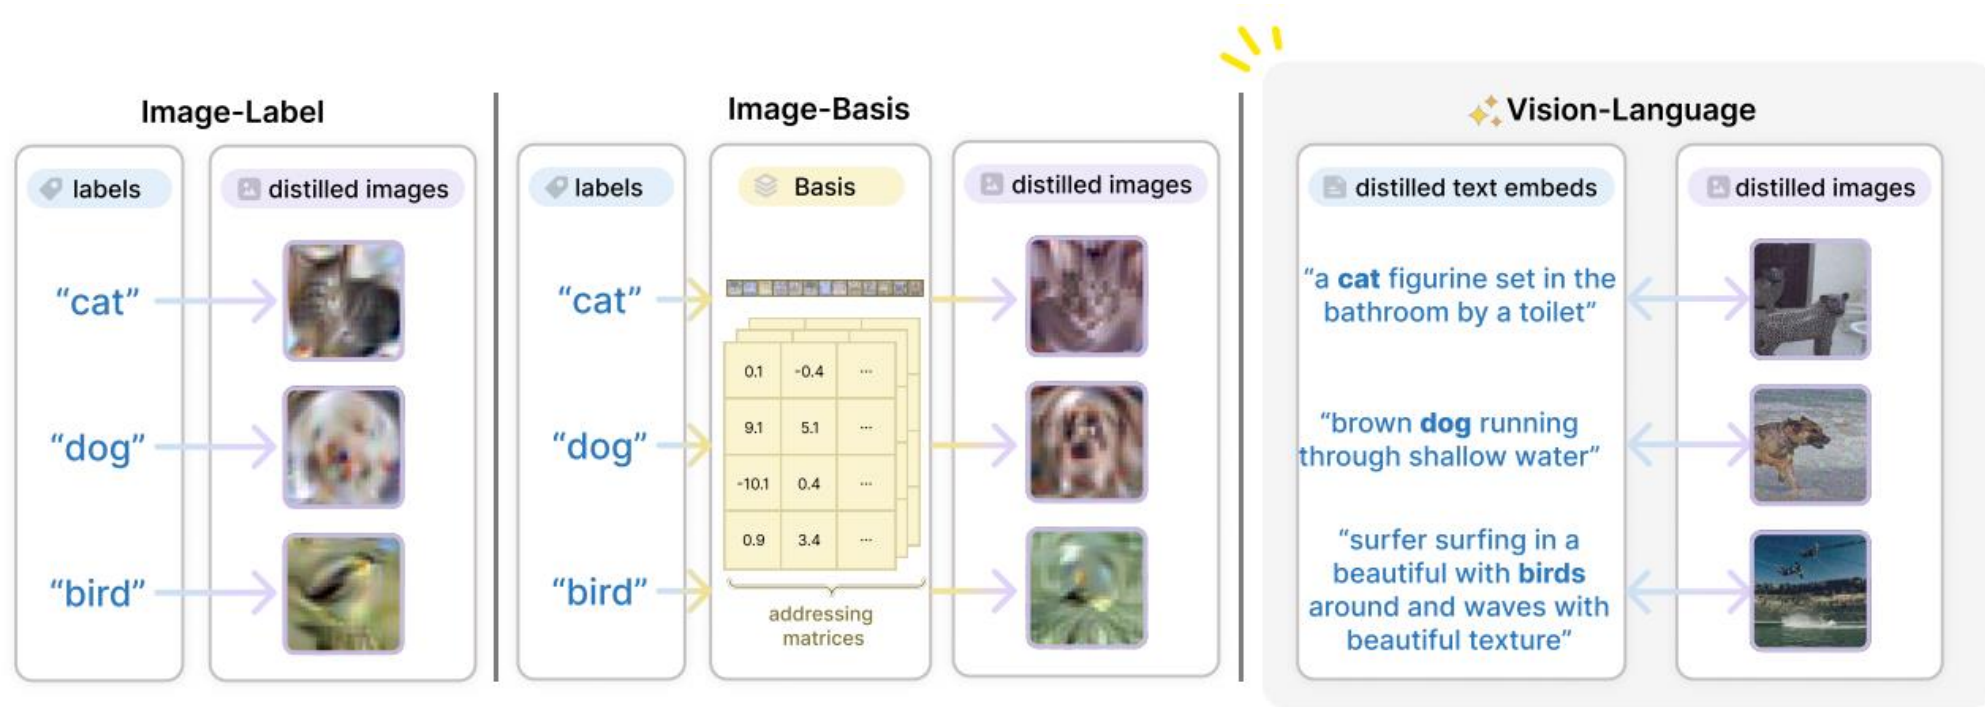 Image-Label
labels
distilled images
“cat”
“dog”
“bird”
Image-Basis
labels
Basis
distilled images
“cat”
“dog”
“bird”
0.1 -0.4 ...
9.1 5.1 ...
-10.1 0.4 ...
0.9 3.4 ...
addressing
matrices
Vision-Language
distilled text embeds
distilled images
“a cat figurine set in the
bathroom by a toilet”
“brown dog running
through shallow water”
“surfer surfing in a
beautiful with birds
around and waves with
beautiful texture”